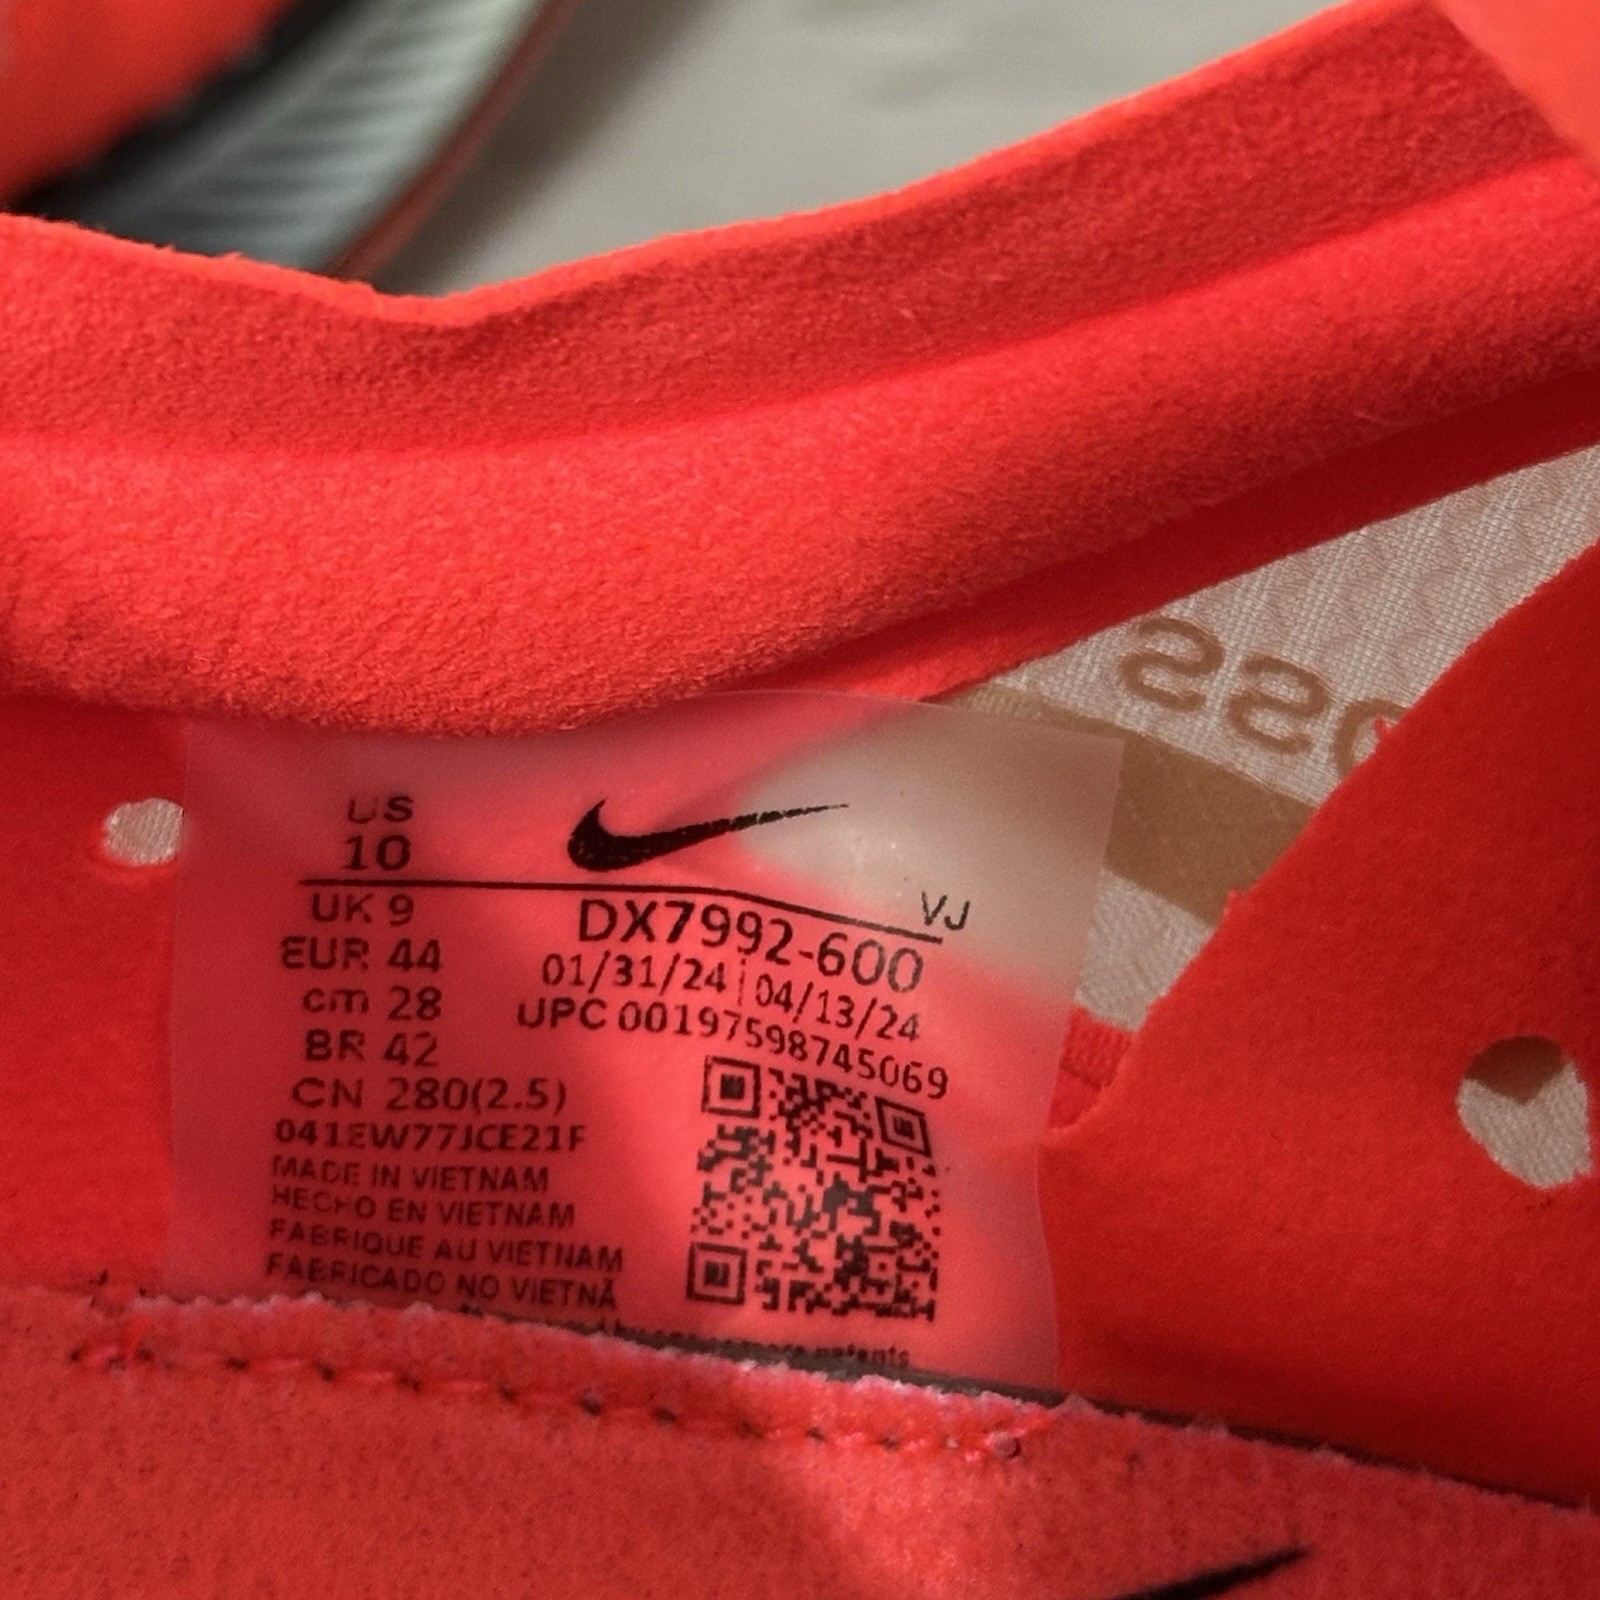 US
10
UK 9
EUR 44
cm 28
BR 42
CN 280(2.5)
041EW77JCE21F
MADE IN VIETNAM
HECHO EN VIETNAM
FABRIQUE AU VIETNAM
FABRICADO NO VIETNÃ
VJ
DX7992-600
01/31/24 | 04/13/24
UPC 00197598745069
patents